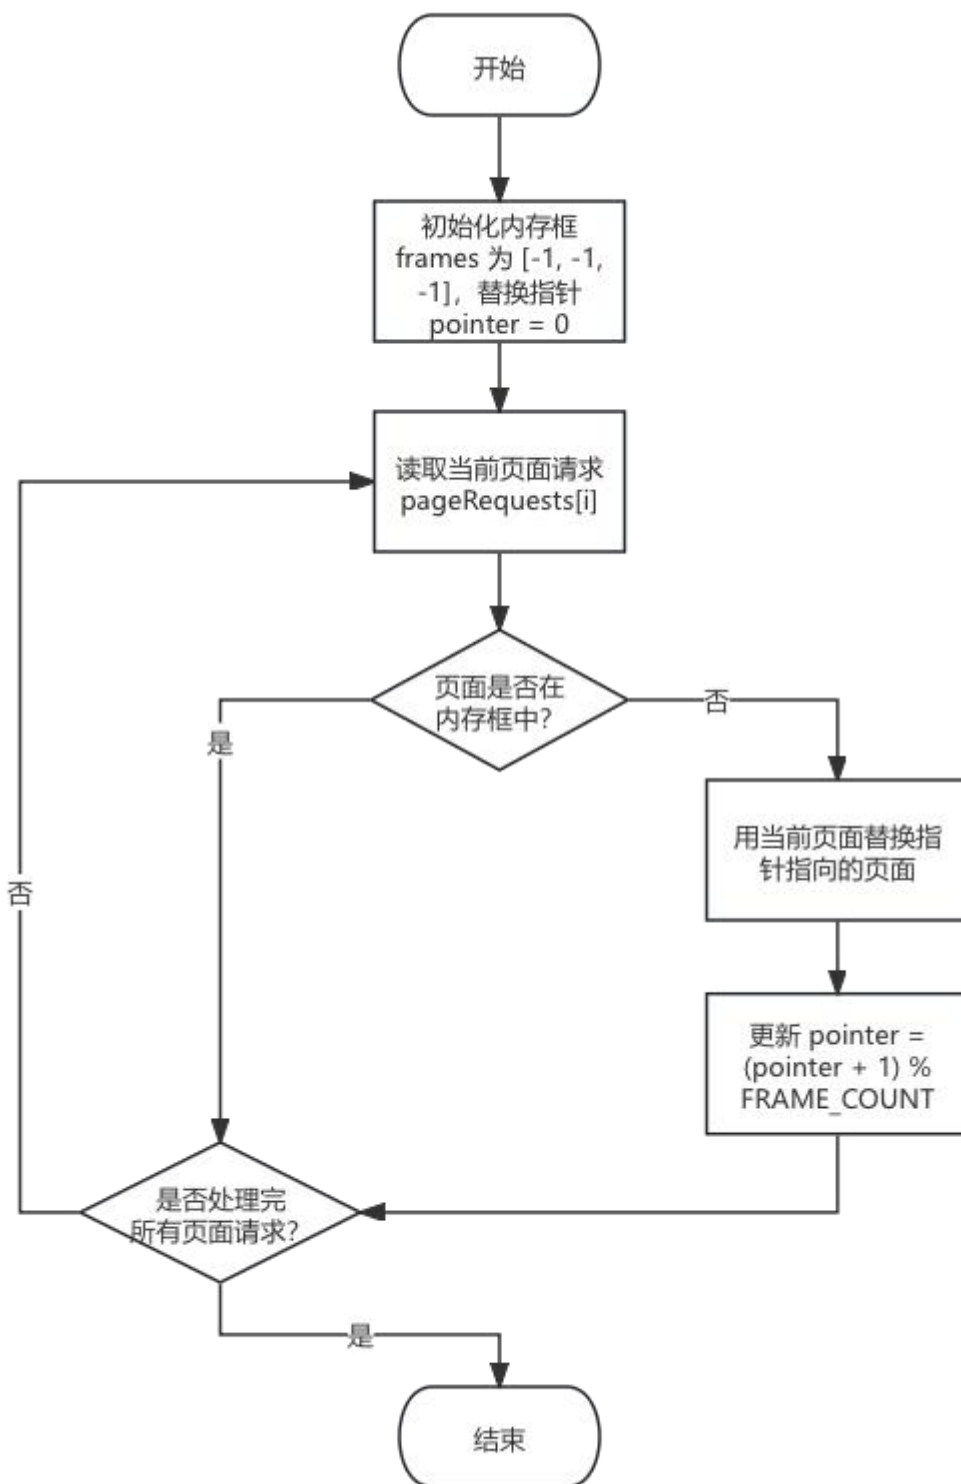 开始
初始化内存框
frames 为 [-1, -1,
-1]，替换指针
pointer = 0
读取当前页面请求
pageRequests[i]
页面是否在
内存框中?
是
否
用当前页面替换指
针指向的页面
否
更新 pointer =
(pointer + 1) %
FRAME_COUNT
是否处理完
所有页面请求?
是
结束